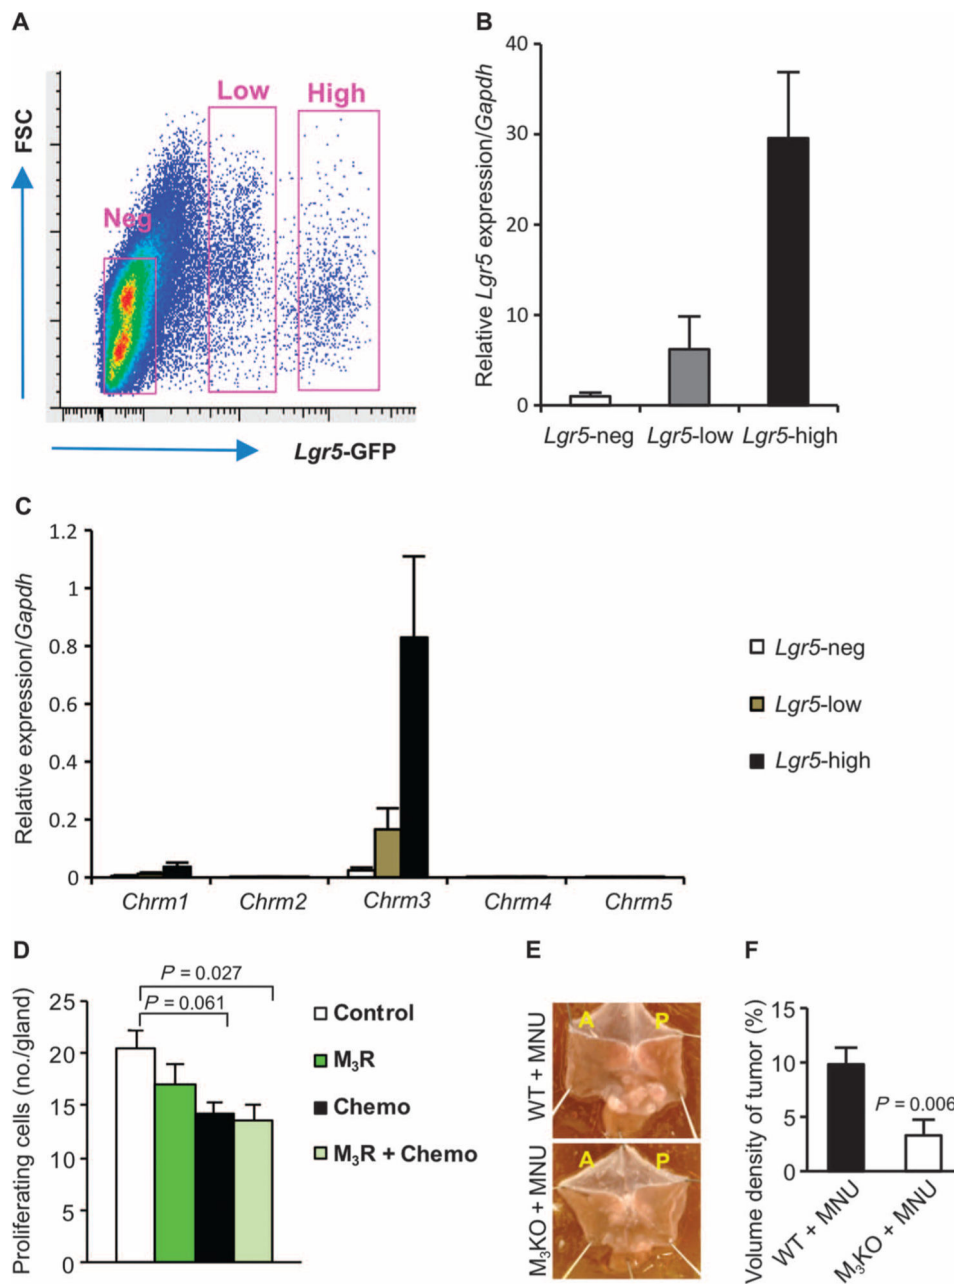 A
FSC
Neg
Low
High
Lgr5-GFP
B
Relative Lgr5 expression/Gapdh
40
30
20
10
0
Lgr5-neg Lgr5-low Lgr5-high
C
Relative expression/Gapdh
1.2
1
0.8
0.6
0.4
0.2
0
Chrm1 Chrm2 Chrm3 Chrm4 Chrm5
Lgr5-neg
Lgr5-low
Lgr5-high
D
Proliferating cells (no./gland)
25
20
15
10
5
0
P = 0.027
P = 0.061
Control
M₃R
Chemo
M₃R + Chemo
E
WT + MNU
A P
M₃KO + MNU
A P
F
Volume density of tumor (%)
15
10
5
0
P = 0.006
WT + MNU
M₃KO + MNU